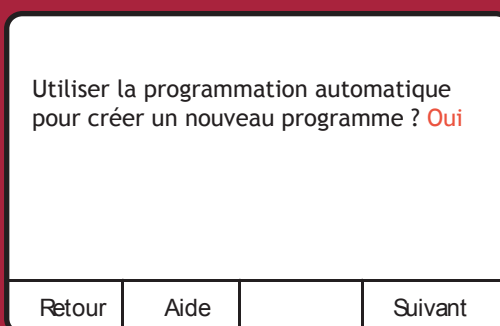 Utiliser la programmation automatique
pour créer un nouveau programme ? Oui
Retour Aide Suivant